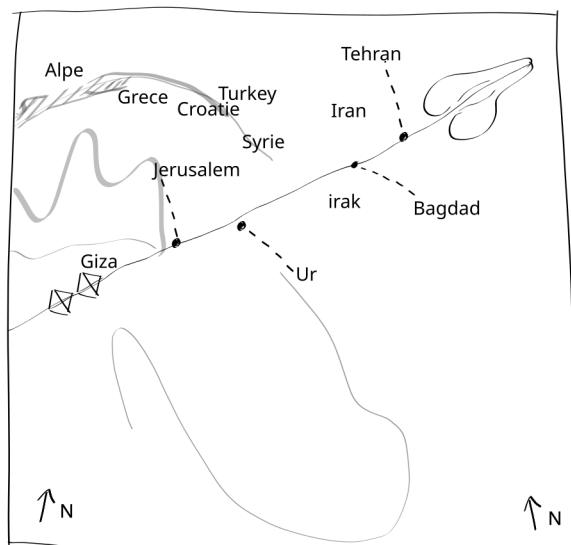 Tehran
Alpe
Turkey
Grece
Croatie
Iran
Syrie
Jerusalem
irak
Bagdad
Giza
Ur
N
N